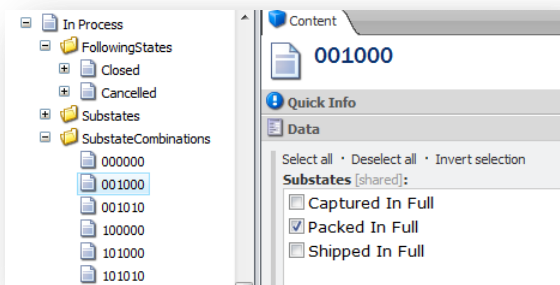 In Process
FollowingStates
Closed
Cancelled
Substates
SubstateCombinations
000000
001000
001010
100000
101000
101010
Content
001000
Quick Info
Data
Select all · Deselect all · Invert selection
Substates [shared]:
Captured In Full
Packed In Full
Shipped In Full